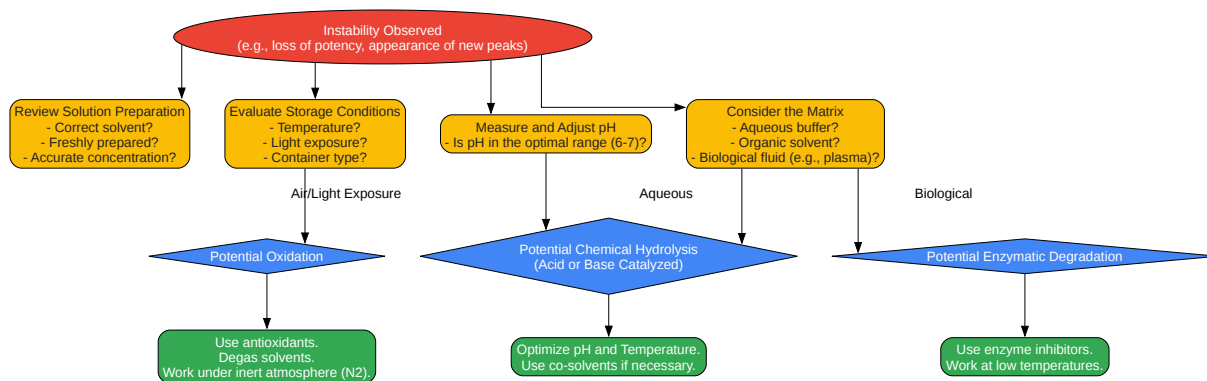 Instability Observed
(e.g., loss of potency, appearance of new peaks)
Review Solution Preparation
- Correct solvent?
- Freshly prepared?
- Accurate concentration?
Evaluate Storage Conditions
- Temperature?
- Light exposure?
- Container type?
Measure and Adjust pH
- Is pH in the optimal range (6-7)?
Consider the Matrix
- Aqueous buffer?
- Organic solvent?
- Biological fluid (e.g., plasma)?
Air/Light Exposure
Aqueous
Biological
Potential Oxidation
Potential Chemical Hydrolysis
(Acid or Base Catalyzed)
Potential Enzymatic Degradation
Use antioxidants.
Degas solvents.
Work under inert atmosphere (N2).
Optimize pH and Temperature.
Use co-solvents if necessary.
Use enzyme inhibitors.
Work at low temperatures.